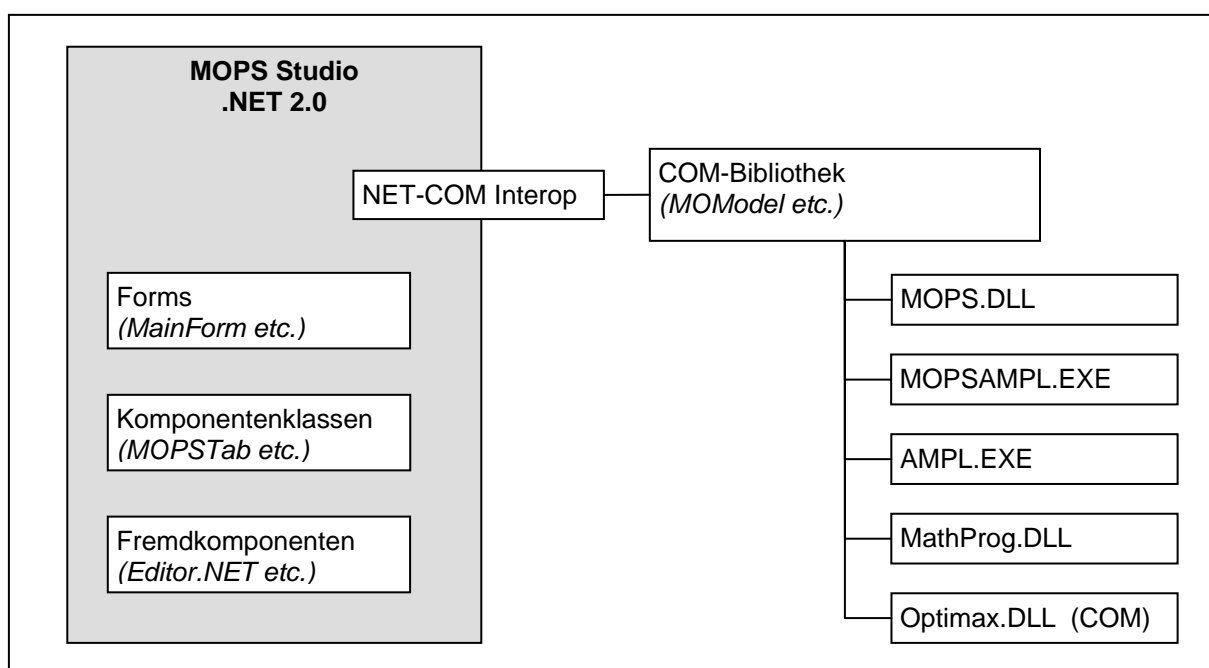 MOPS Studio
.NET 2.0
NET-COM Interop
COM-Bibliothek
(MOModel etc.)
Forms
(MainForm etc.)
Komponentenklassen
(MOPSTab etc.)
Fremdkomponenten
(Editor.NET etc.)
MOPS.DLL
MOPSAMPL.EXE
AMPL.EXE
MathProg.DLL
Optimax.DLL (COM)